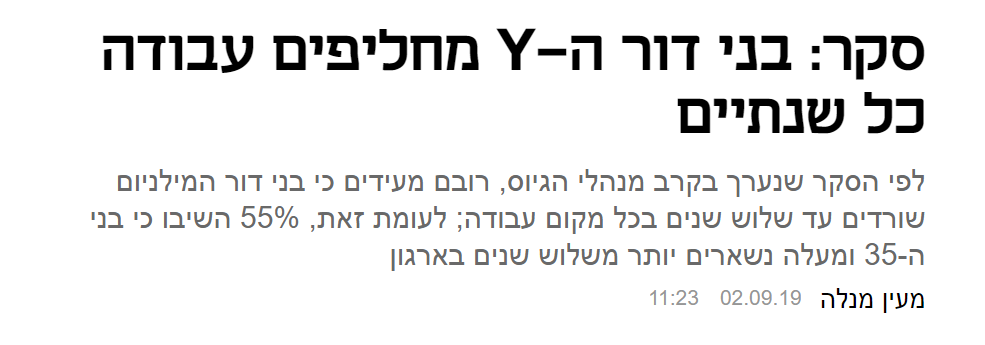 סקר: בני דור ה-Y מחליפים עבודה
כל שנתיים
לפי הסקר שנערך בקרב מנהלי הגיוס, רובם מעידים כי בני דור המילניום
שורדים עד שלוש שנים בכל מקום עבודה; לעומת זאת, 55% השיבו כי בני
ה-35 ומעלה נשארים יותר משלוש שנים בארגון
מעין מנלה 02.09.19 11:23